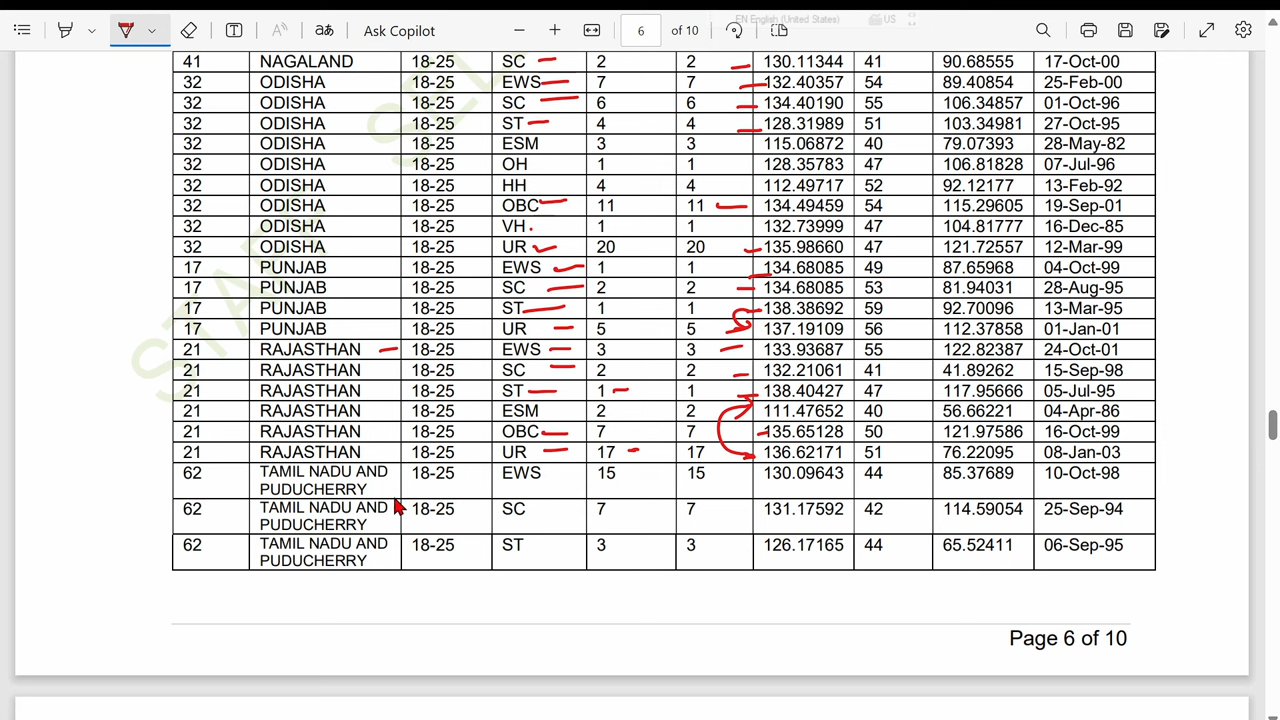 EN English (United States) US
Ask Copilot 6 of 10
41 NAGALAND 18-25 SC 2 2 130.11344 41 90.68555 17-Oct-00
32 ODISHA 18-25 EWS 7 7 132.40357 54 89.40854 25-Feb-00
32 ODISHA 18-25 SC 6 6 134.40190 55 106.34857 01-Oct-96
32 ODISHA 18-25 ST 4 4 128.31989 51 103.34981 27-Oct-95
32 ODISHA 18-25 ESM 3 3 115.06872 40 79.07393 28-May-82
32 ODISHA 18-25 OH 1 1 128.35783 47 106.81828 07-Jul-96
32 ODISHA 18-25 HH 4 4 112.49717 52 92.12177 13-Feb-92
32 ODISHA 18-25 OBC 11 11 134.49459 54 115.29605 19-Sep-01
32 ODISHA 18-25 VH 1 1 132.73999 47 104.81777 16-Dec-85
32 ODISHA 18-25 UR 20 20 135.98660 47 121.72557 12-Mar-99
17 PUNJAB 18-25 EWS 1 1 134.68085 49 87.65968 04-Oct-99
17 PUNJAB 18-25 SC 2 2 134.68085 53 81.94031 28-Aug-95
17 PUNJAB 18-25 ST 1 1 138.38692 59 92.70096 13-Mar-95
17 PUNJAB 18-25 UR 5 5 137.19109 56 112.37858 01-Jan-01
21 RAJASTHAN 18-25 EWS 3 3 133.93687 55 122.82387 24-Oct-01
21 RAJASTHAN 18-25 SC 2 2 132.21061 41 41.89262 15-Sep-98
21 RAJASTHAN 18-25 ST 1 1 138.40427 47 117.95666 05-Jul-95
21 RAJASTHAN 18-25 ESM 2 2 111.47652 40 56.66221 04-Apr-86
21 RAJASTHAN 18-25 OBC 7 7 135.65128 50 121.97586 16-Oct-99
21 RAJASTHAN 18-25 UR 17 17 136.62171 51 76.22095 08-Jan-03
62 TAMIL NADU AND 18-25 EWS 15 15 130.09643 44 85.37689 10-Oct-98
PUDUCHERRY
62 TAMIL NADU AND 18-25 SC 7 7 131.17592 42 114.59054 25-Sep-94
PUDUCHERRY
62 TAMIL NADU AND 18-25 ST 3 3 126.17165 44 65.52411 06-Sep-95
PUDUCHERRY
Page 6 of 10